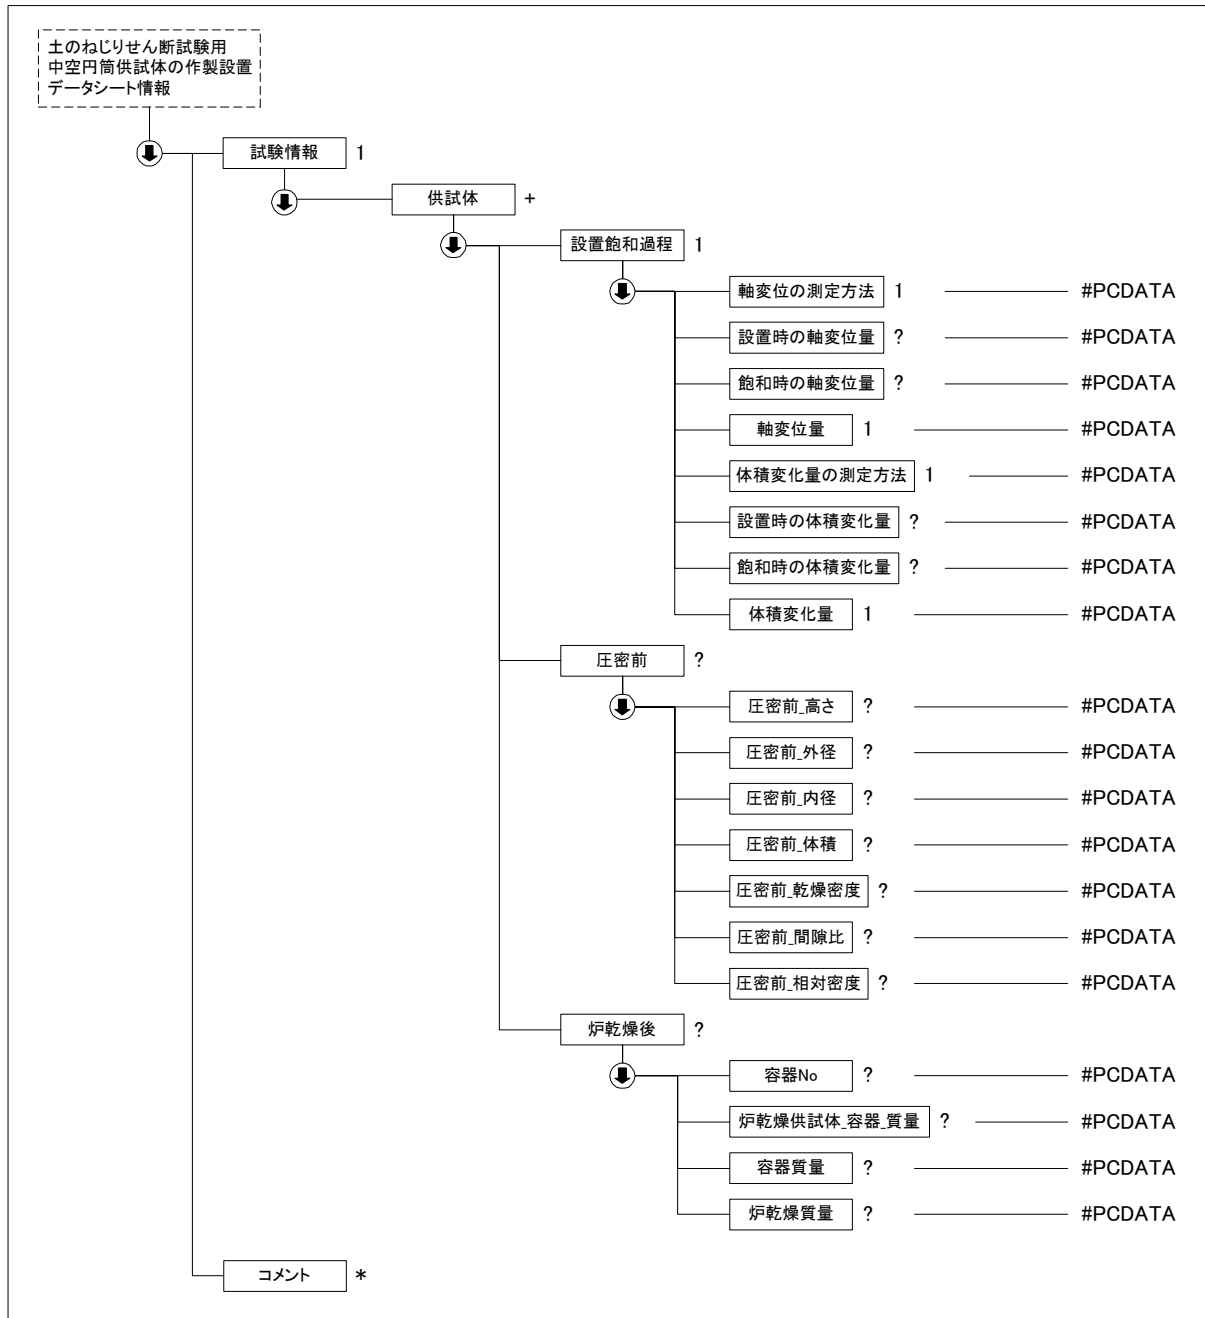 土のねじりせん断試験用
中空円筒供試体の作製設置
データシート情報
試験情報 1
供試体 +
設置飽和過程 1
軸変位の測定方法 1 #PCDATA
設置時の軸変位量 ? #PCDATA
飽和時の軸変位量 ? #PCDATA
軸変位量 1 #PCDATA
体積変化量の測定方法 1 #PCDATA
設置時の体積変化量 ? #PCDATA
飽和時の体積変化量 ? #PCDATA
体積変化量 1 #PCDATA
圧密前 ?
圧密前_高さ ? #PCDATA
圧密前_外径 ? #PCDATA
圧密前_内径 ? #PCDATA
圧密前_体積 ? #PCDATA
圧密前_乾燥密度 ? #PCDATA
圧密前_間隙比 ? #PCDATA
圧密前_相対密度 ? #PCDATA
炉乾燥後 ?
容器No ? #PCDATA
炉乾燥供試体_容器_質量 ? #PCDATA
容器質量 ? #PCDATA
炉乾燥質量 ? #PCDATA
コメント *